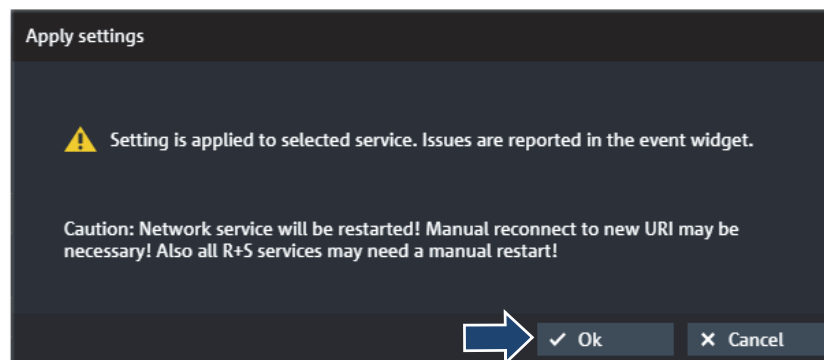 Apply settings
Setting is applied to selected service. Issues are reported in the event widget.
Caution: Network service will be restarted! Manual reconnect to new URI may be
necessary! Also all R+S services may need a manual restart!
Ok
Cancel